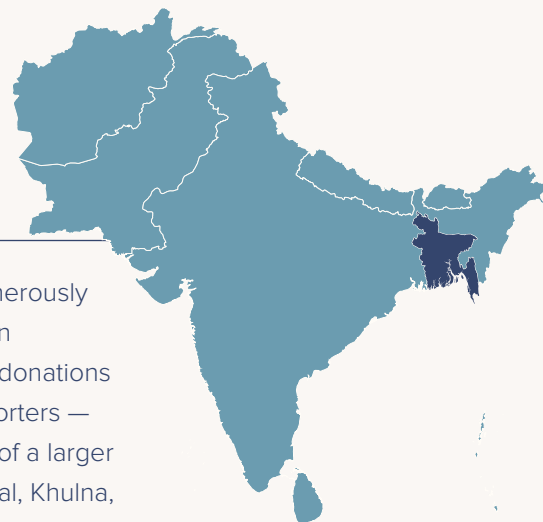 nerously
n
donations
orters —
of a larger
al, Khulna,